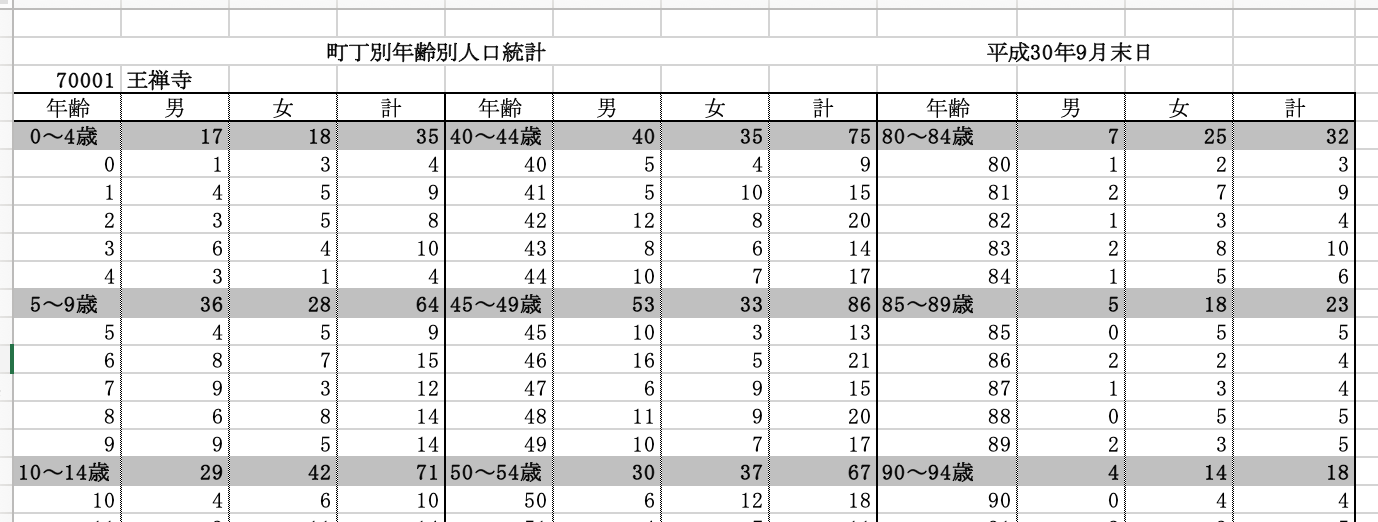 町丁別年齢別人口統計 平成30年9月末日
70001 王禅寺
年齢 男 女 計 年齢 男 女 計 年齢 男 女 計
0～4歳 17 18 35 40～44歳 40 35 75 80～84歳 7 25 32
0 1 3 4 40 5 4 9 80 1 2 3
1 4 5 9 41 5 10 15 81 2 7 9
2 3 5 8 42 12 8 20 82 1 3 4
3 6 4 10 43 8 6 14 83 2 8 10
4 3 1 4 44 10 7 17 84 1 5 6
5～9歳 36 28 64 45～49歳 53 33 86 85～89歳 5 18 23
5 4 5 9 45 10 3 13 85 0 5 5
6 8 7 15 46 16 5 21 86 2 2 4
7 9 3 12 47 6 9 15 87 1 3 4
8 6 8 14 48 11 9 20 88 0 5 5
9 9 5 14 49 10 7 17 89 2 3 5
10～14歳 29 42 71 50～54歳 30 37 67 90～94歳 4 14 18
10 4 6 10 50 6 12 18 90 0 4 4